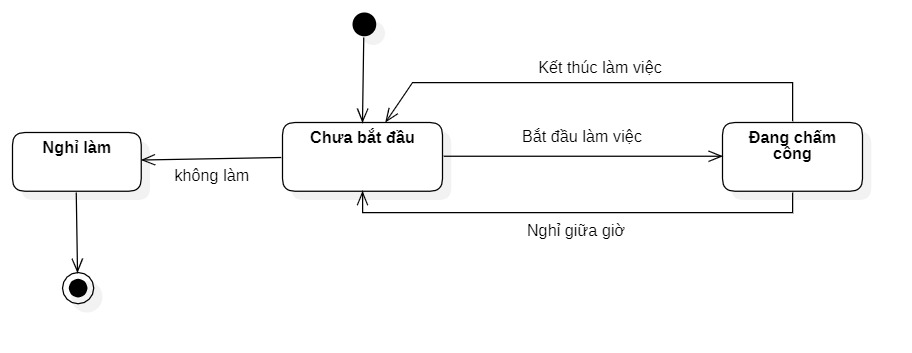 Kết thúc làm việc
Chưa bắt đầu
Bắt đầu làm việc
Đang chấm
công
Nghỉ làm
không làm
Nghỉ giữa giờ